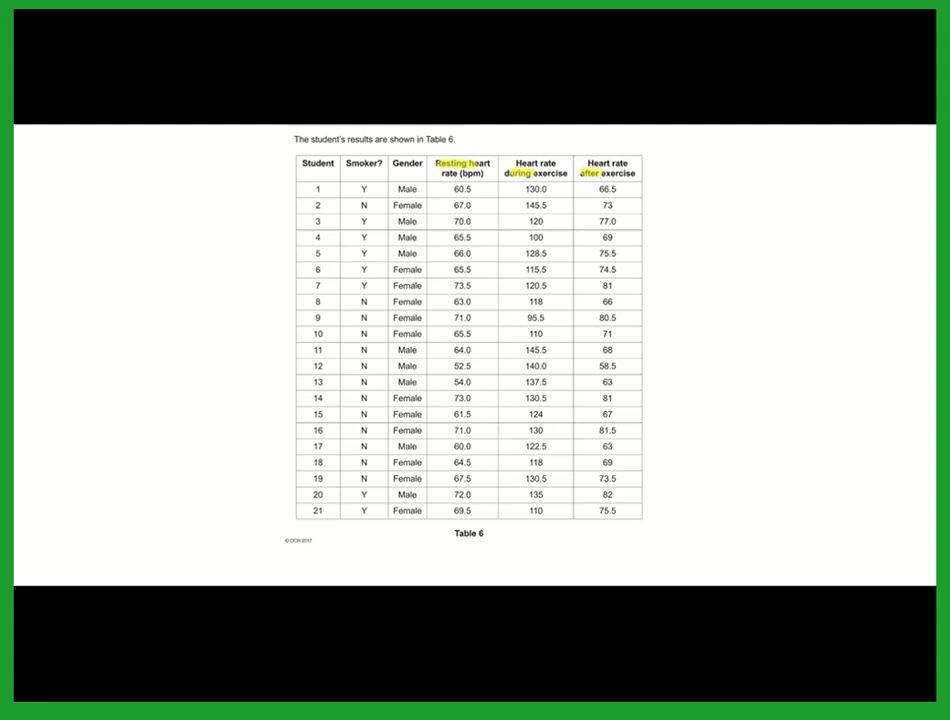 The student's results are shown in Table 6.
Student Smoker? Gender Resting heart rate (bpm) Heart rate during exercise Heart rate after exercise
1 Y Male 60.5 130.0 66.5
2 N Female 67.0 145.5 73
3 Y Male 70.0 120 77.0
4 Y Male 65.5 100 69
5 Y Male 66.0 128.5 75.5
6 Y Female 65.5 115.5 74.5
7 Y Female 73.5 120.5 81
8 N Female 63.0 118 66
9 N Female 71.0 95.5 80.5
10 N Female 65.5 110 71
11 N Male 64.0 145.5 68
12 N Male 52.5 140.0 58.5
13 N Male 54.0 137.5 63
14 N Female 73.0 130.5 81
15 N Female 61.5 124 67
16 N Female 71.0 130 81.5
17 N Male 60.0 122.5 63
18 N Female 64.5 118 69
19 N Female 67.5 130.5 73.5
20 Y Male 72.0 135 82
21 Y Female 69.5 110 75.5
Table 6
© OCR 2017